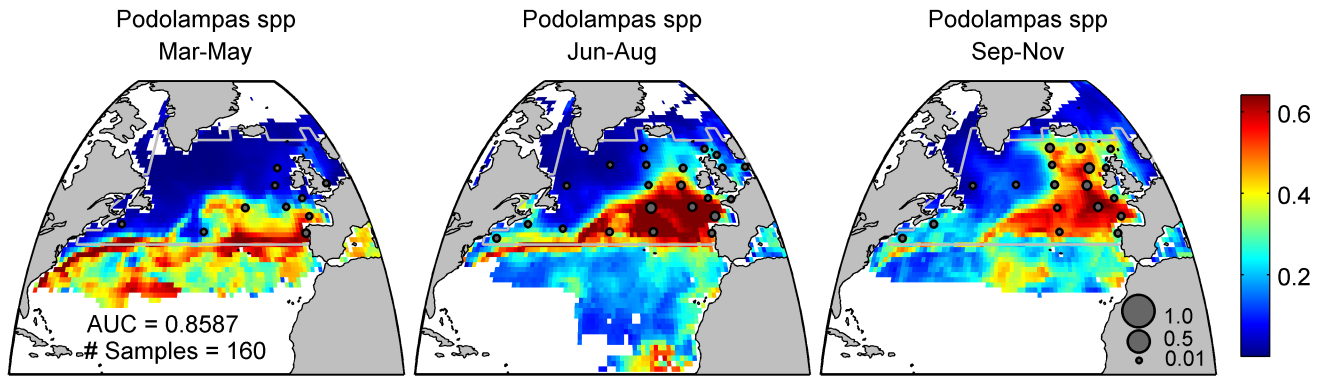 Podolampas spp
Mar-May
Podolampas spp
Jun-Aug
Podolampas spp
Sep-Nov
AUC = 0.8587
# Samples = 160
1.0
0.5
0.01
0.6
0.4
0.2